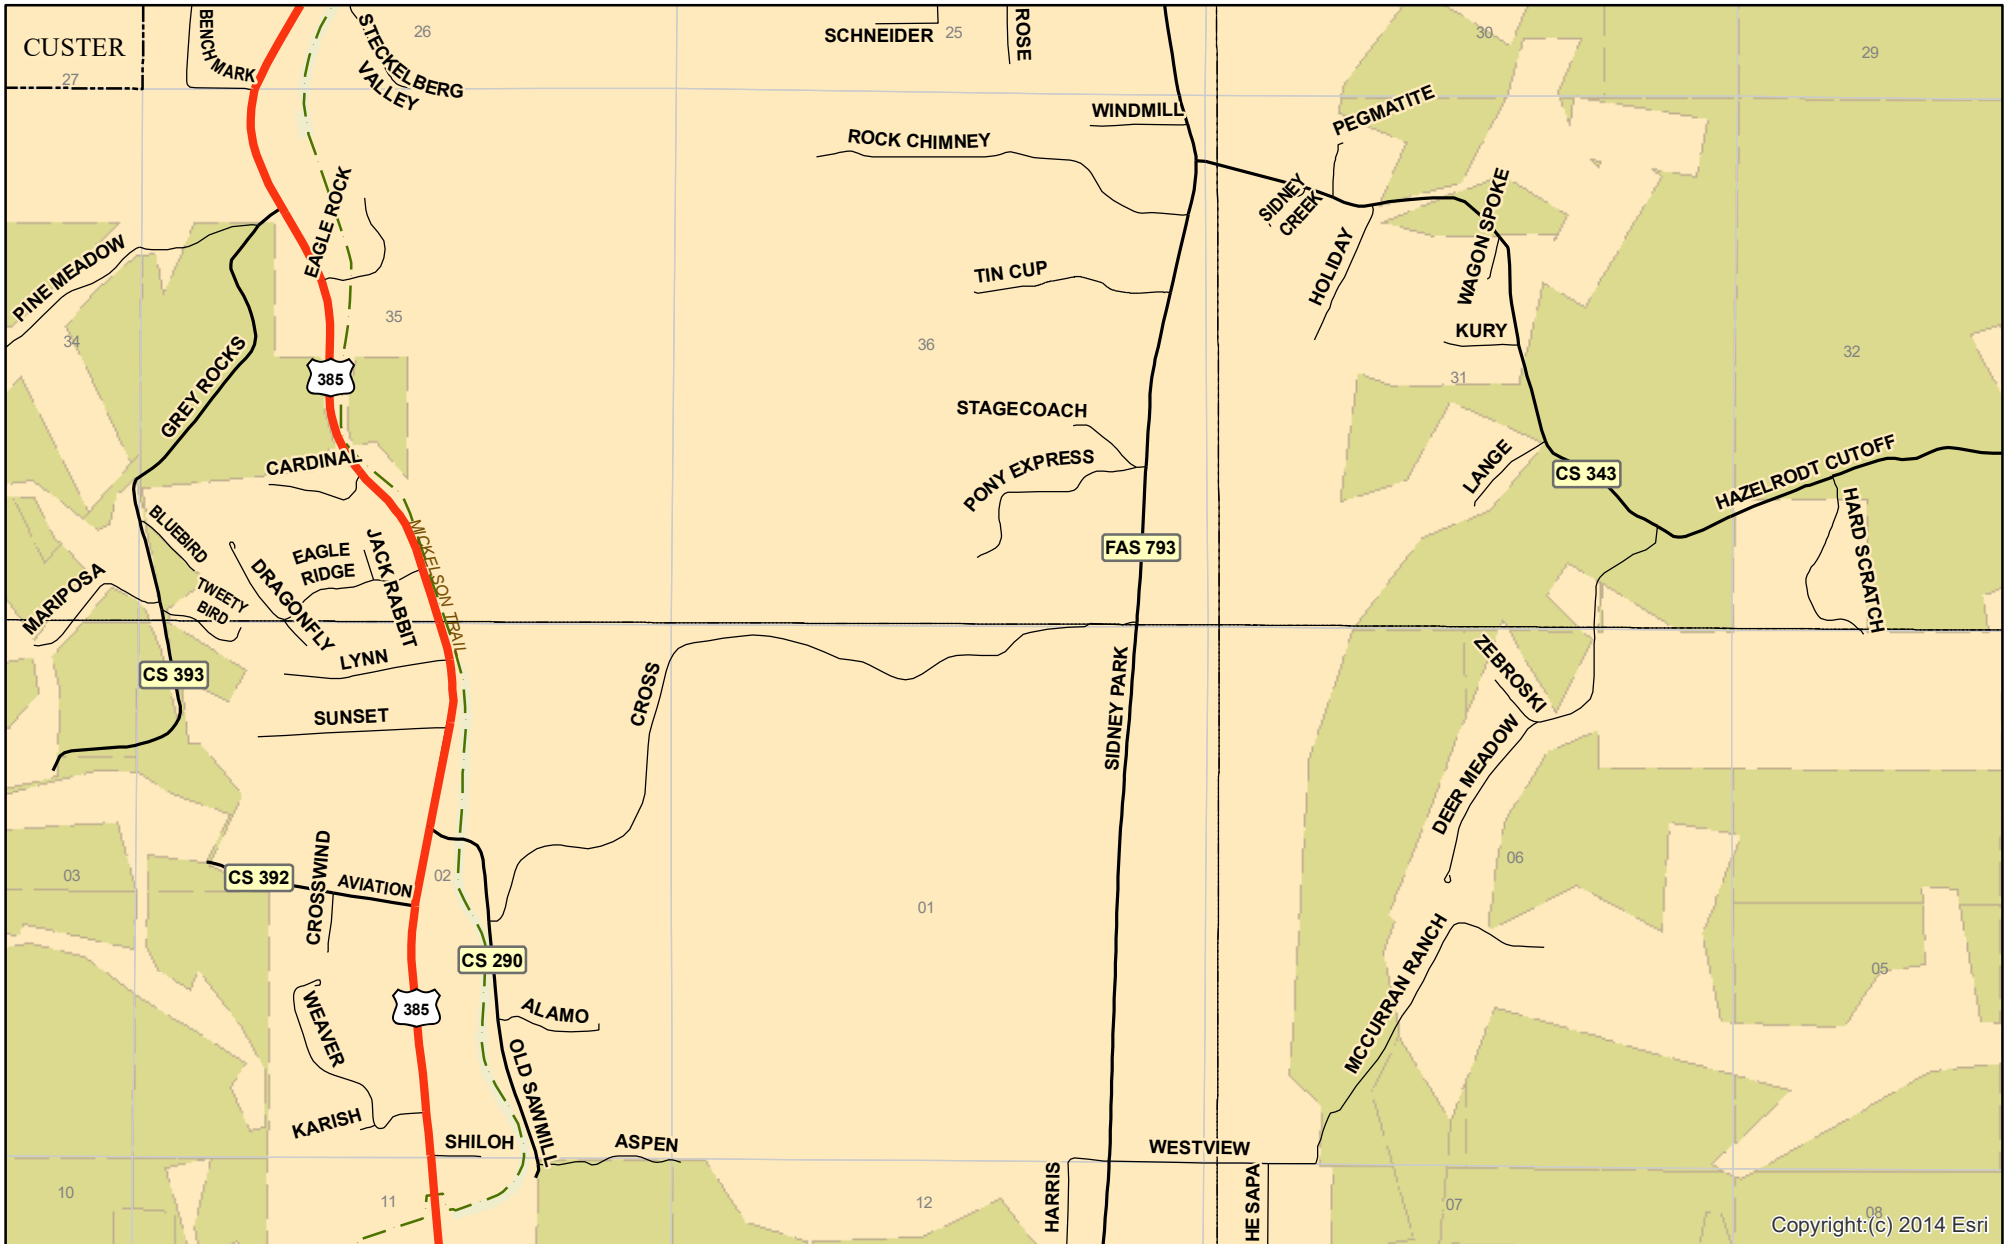 CUSTER
BENCH MARK
STECKELBERG
VALLEY
26
SCHNEIDER
25
ROSE
30
29
27
WINDMILL
PEGMATITE
ROCK CHIMNEY
EAGLE ROCK
SIDNEY
CREEK
WAGON SPOKE
PINE MEADOW
HOLIDAY
TIN CUP
35
34
36
KURY
32
31
385
GREY ROCKS
STAGECOACH
CARDINAL
PONY EXPRESS
LANGE
CS 343
HAZELRODT CUTOFF
HARD SCRATCH
BLUEBIRD
EAGLE
RIDGE
JACK RABBIT
MICKELSON TRAIL
FAS 793
DRAGONFLY
MARIPOSA
TWEETY
BIRD
LYNN
CS 393
CROSS
SIDNEY PARK
ZEBROSKI
SUNSET
DEER MEADOW
CROSSWIND
06
03
CS 392
AVIATION
02
01
CS 290
MCCURRAN RANCH
05
WEAVER
385
ALAMO
OLD SAWMILL
KARISH
SHILOH
ASPEN
WESTVIEW
10
11
12
HARRIS
HE SAPA
07
08
Copyright:(c) 2014 Esri